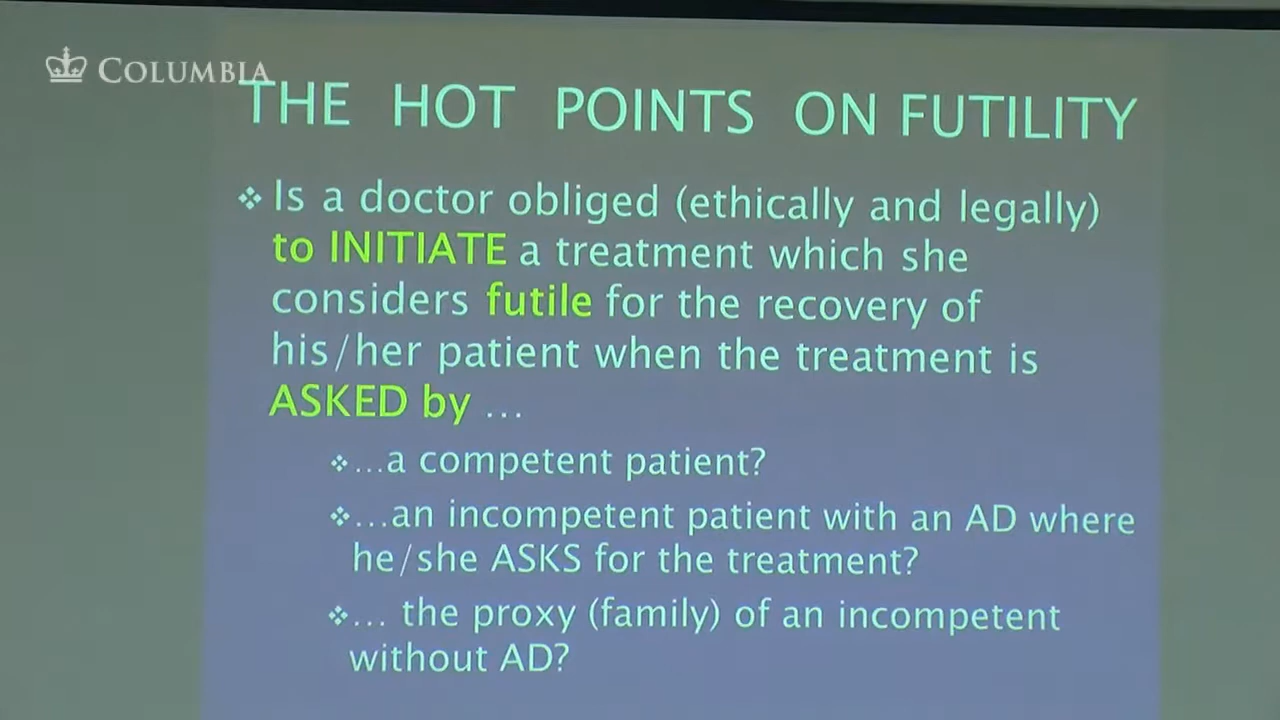 COLUMBIA
THE HOT POINTS ON FUTILITY
❖ Is a doctor obliged (ethically and legally)
to INITIATE a treatment which she
considers futile for the recovery of
his/her patient when the treatment is
ASKED by …
❖ …a competent patient?
❖ …an incompetent patient with an AD where
he/she ASKS for the treatment?
❖ … the proxy (family) of an incompetent
without AD?